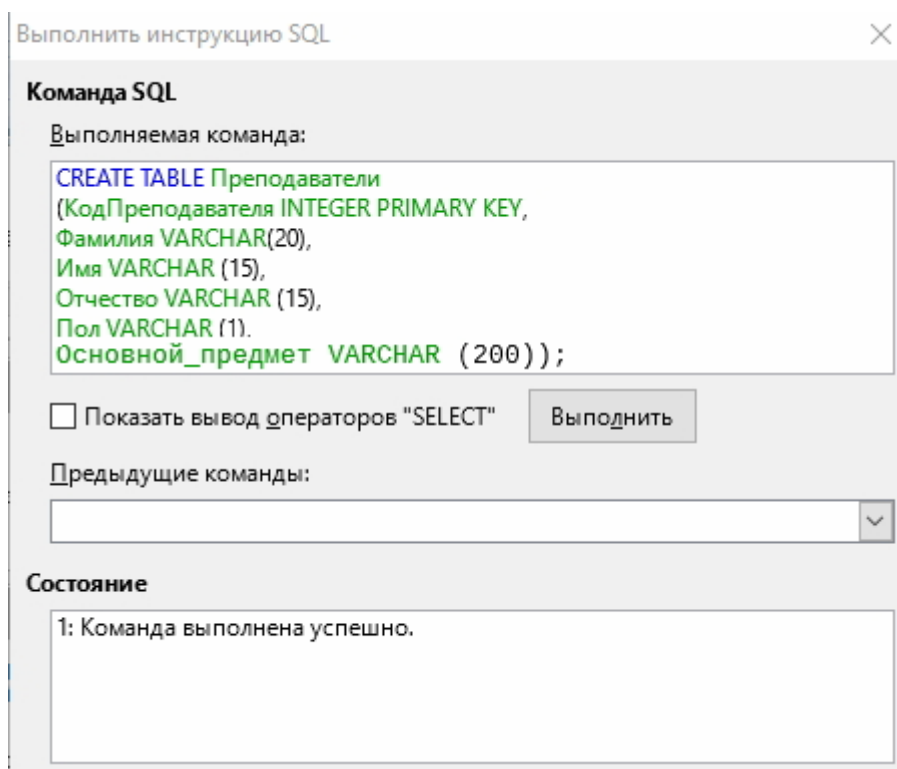 Выполнить инструкцию SQL
Команда SQL
Выполняемая команда:
CREATE TABLE Преподаватели
(КодПреподавателя INTEGER PRIMARY KEY,
Фамилия VARCHAR(20),
Имя VARCHAR (15),
Отчество VARCHAR (15),
Пол VARCHAR (1),
Основной_предмет VARCHAR (200));
Показать вывод операторов "SELECT"
Выполнить
Предыдущие команды:
Состояние
1: Команда выполнена успешно.